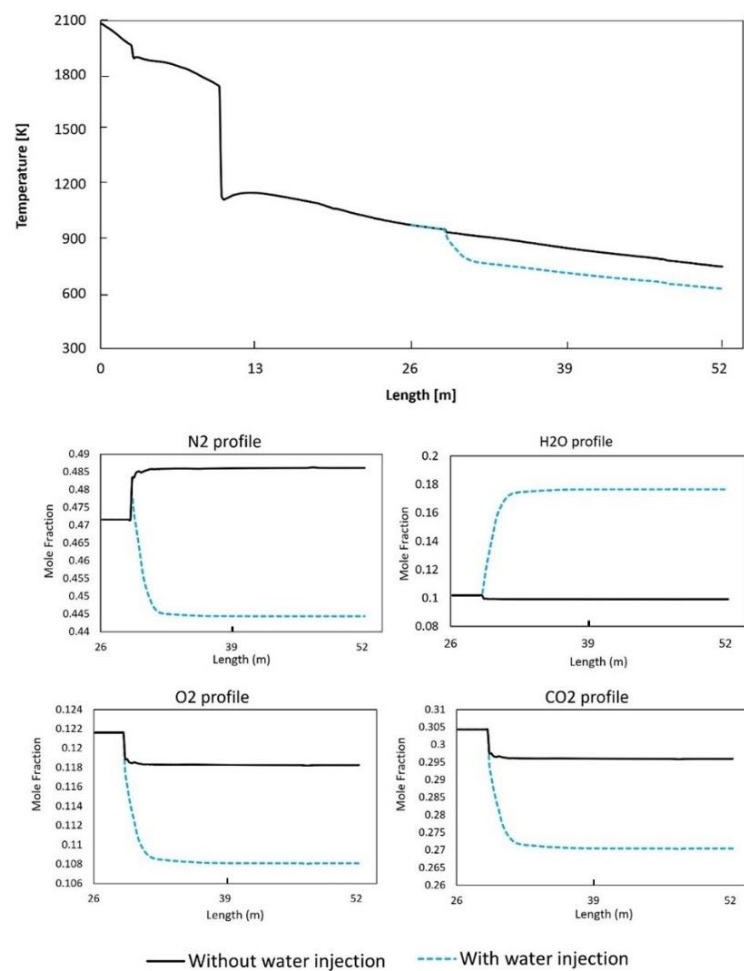 2100
1800
1500
1200
900
600
300
Temperature [K]
0 13 26 39 52
Length [m]
N2 profile
0.49
0.485
0.48
0.475
0.47
0.465
0.46
0.455
0.45
0.445
0.44
Mole Fraction
26 39 52
Length (m)
H2O profile
0.2
0.18
0.16
0.14
0.12
0.1
0.08
Mole Fraction
26 39 52
Length (m)
O2 profile
0.124
0.122
0.12
0.118
0.116
0.114
0.112
0.11
0.108
0.106
Mole Fraction
26 39 52
Length (m)
CO2 profile
0.31
0.305
0.3
0.295
0.29
0.285
0.28
0.275
0.27
0.265
0.26
Mole Fraction
26 39 52
Length (m)
Without water injection With water injection